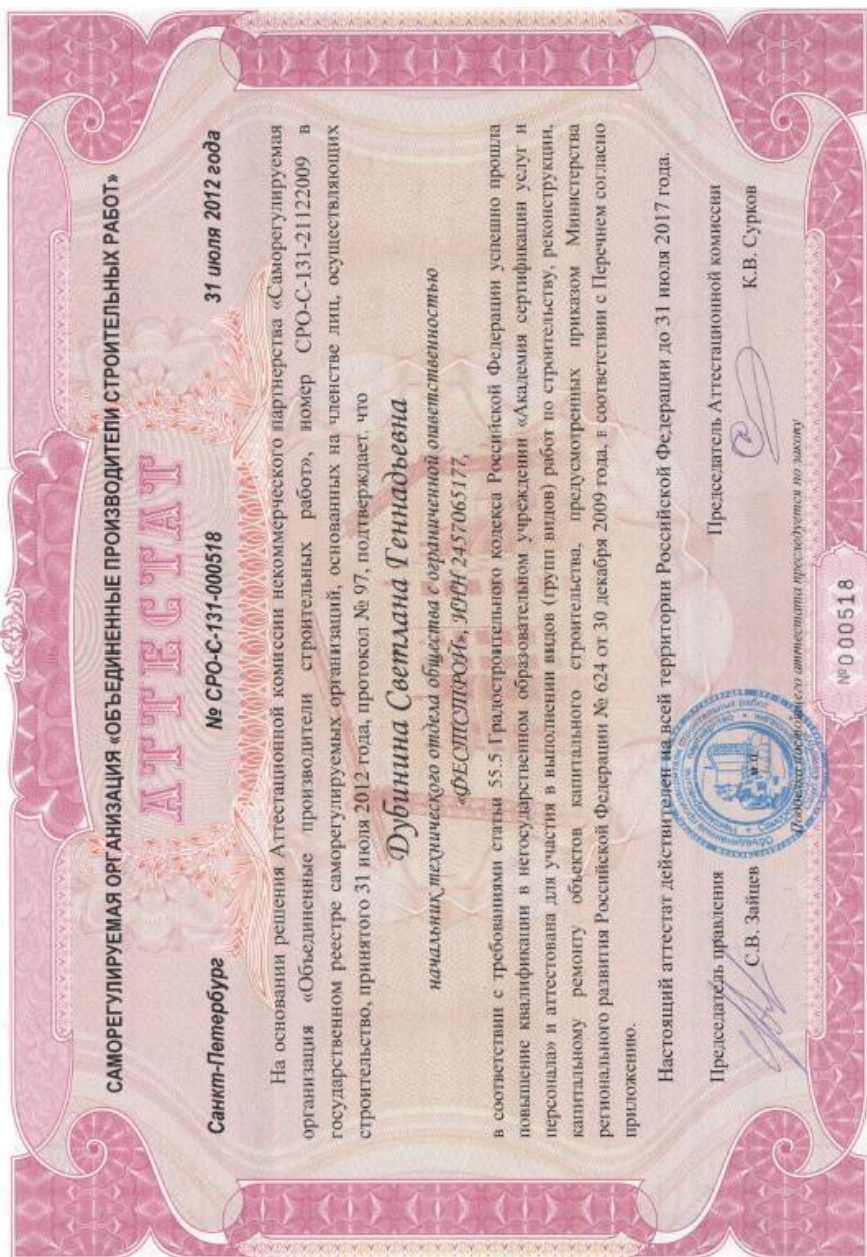 САМОРЕГУЛИРУЕМАЯ ОРГАНИЗАЦИЯ «ОБЪЕДИНЕННЫЕ ПРОИЗВОДИТЕЛИ СТРОИТЕЛЬНЫХ РАБОТ»
АТТЕСТАТ
Санкт-Петербург № СРО-С-131-000518 31 июля 2012 года
На основании решения Аттестационной комиссии некоммерческого партнерства «Саморегулируемая
организация «Объединенные производители строительных работ», номер СРО-С-131-21122009 в
государственном реестре саморегулируемых организаций, основанных на членстве лиц, осуществляющих
строительство, принятого 31 июля 2012 года, протокол № 97, подтверждает, что
Дубинина Светлана Геннадьевна
начальник технического отдела общества с ограниченной ответственностью
«ФЕСТСТРОЙ», ИНН 2457065177,
в соответствии с требованиями статьи 55.5 Градостроительного кодекса Российской Федерации успешно прошла
повышение квалификации в негосударственном образовательном учреждении «Академия сертификации услуг и
персонала» и аттестована для участия в выполнении видов (групп видов) работ по строительству, реконструкции,
капитальному ремонту объектов капитального строительства, предусмотренных приказом Министерства
регионального развития Российской Федерации № 624 от 30 декабря 2009 года, в соответствии с Перечнем согласно
приложению.
Настоящий аттестат действителен на всей территории Российской Федерации до 31 июля 2017 года.
Председатель правления Председатель Аттестационной комиссии
С.В. Зайцев М.П. К.В. Сурков
Подделка настоящего аттестата преследуется по закону
№000518